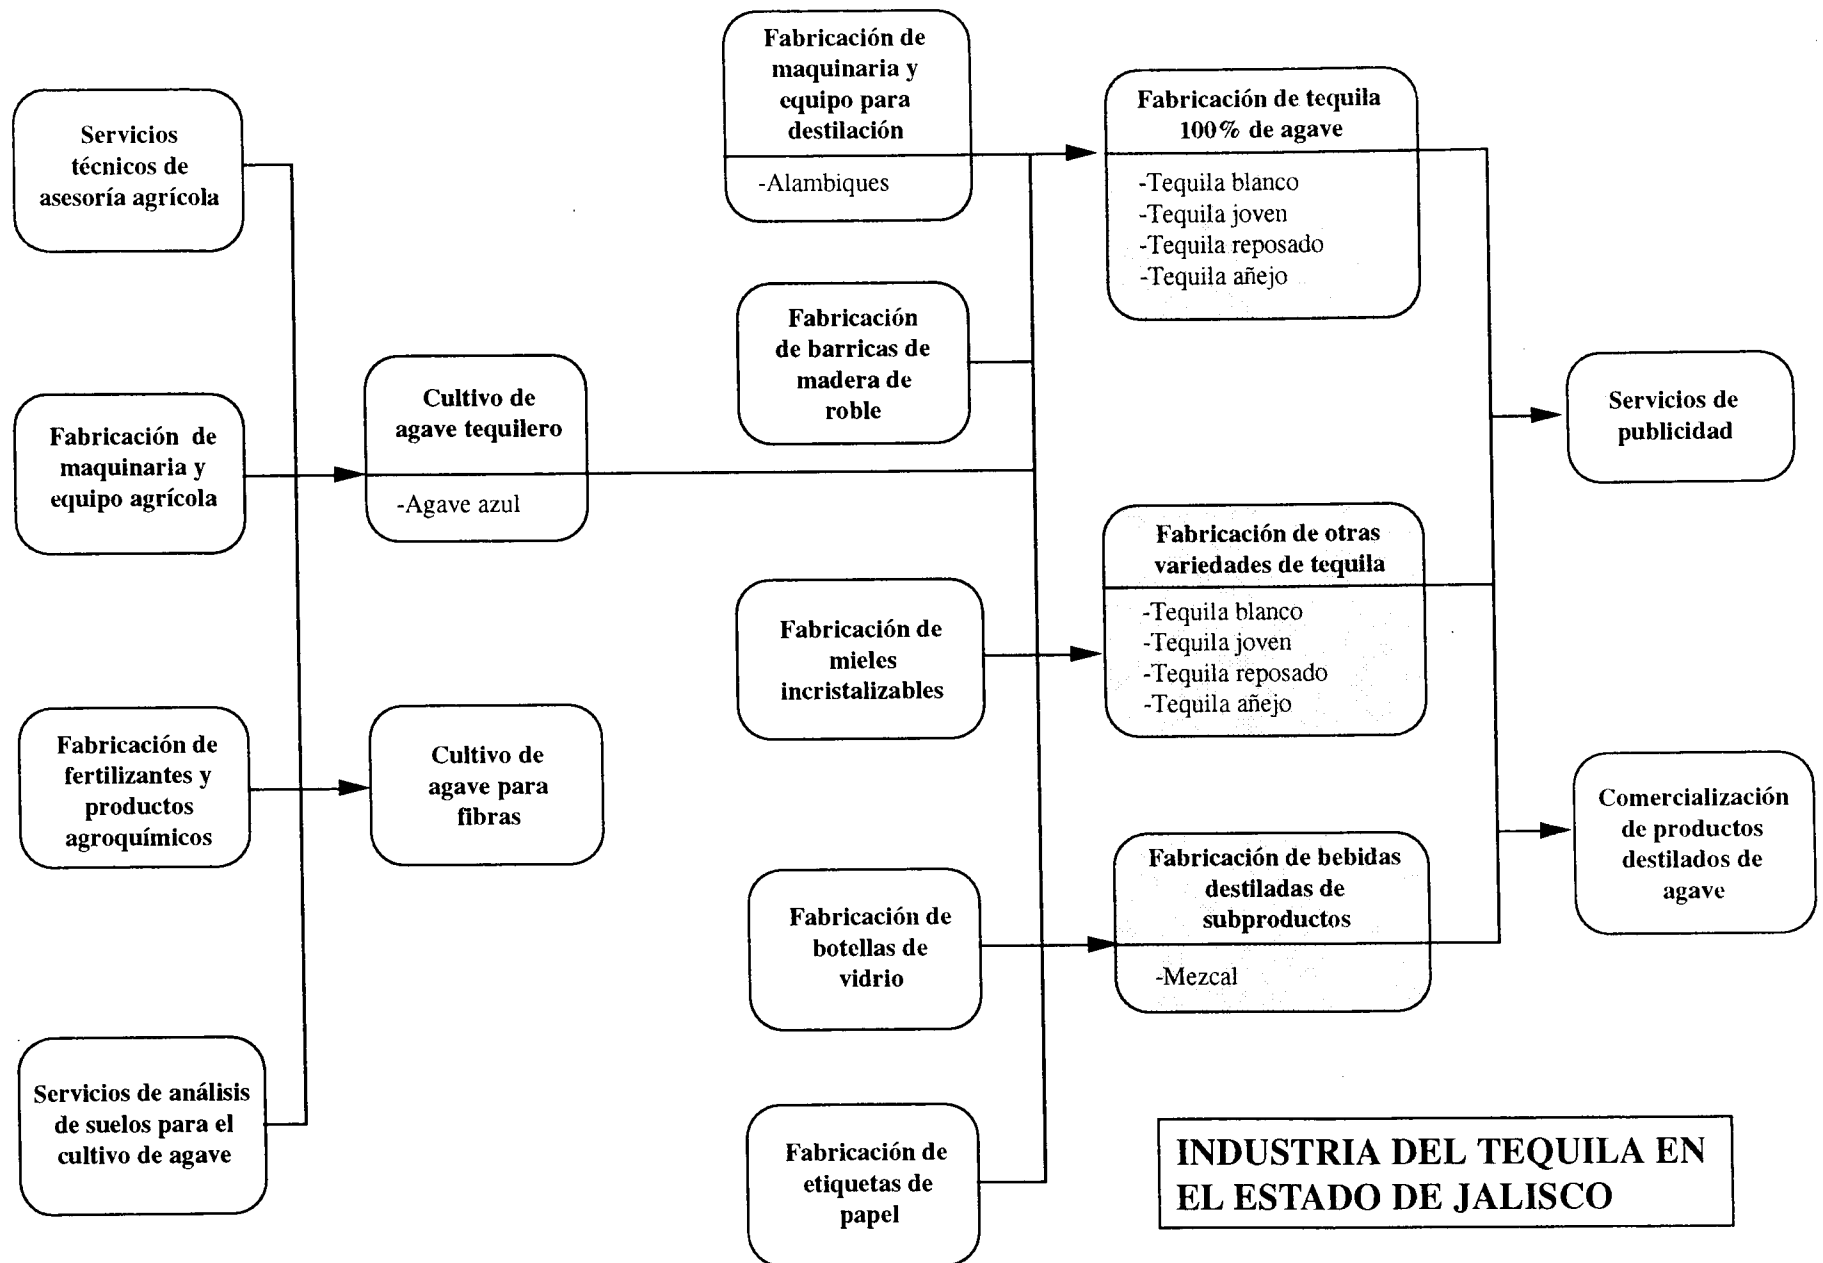 Servicios
técnicos de
asesoría agrícola
Fabricación de
maquinaria y
equipo agrícola
Fabricación de
fertilizantes y
productos
agroquímicos
Servicios de análisis
de suelos para el
cultivo de agave
Cultivo de
agave tequilero
-Agave azul
Cultivo de
agave para
fibras
Fabricación de
maquinaria y
equipo para
destilación
-Alambiques
Fabricación
de barricas de
madera de
roble
Fabricación de
mieles
incristalizables
Fabricación de
botellas de
vidrio
Fabricación de
etiquetas de
papel
Fabricación de tequila
100% de agave
-Tequila blanco
-Tequila joven
-Tequila reposado
-Tequila añejo
Fabricación de otras
variedades de tequila
-Tequila blanco
-Tequila joven
-Tequila reposado
-Tequila añejo
Fabricación de bebidas
destiladas de
subproductos
-Mezcal
Servicios de
publicidad
Comercialización
de productos
destilados de
agave
INDUSTRIA DEL TEQUILA EN
EL ESTADO DE JALISCO